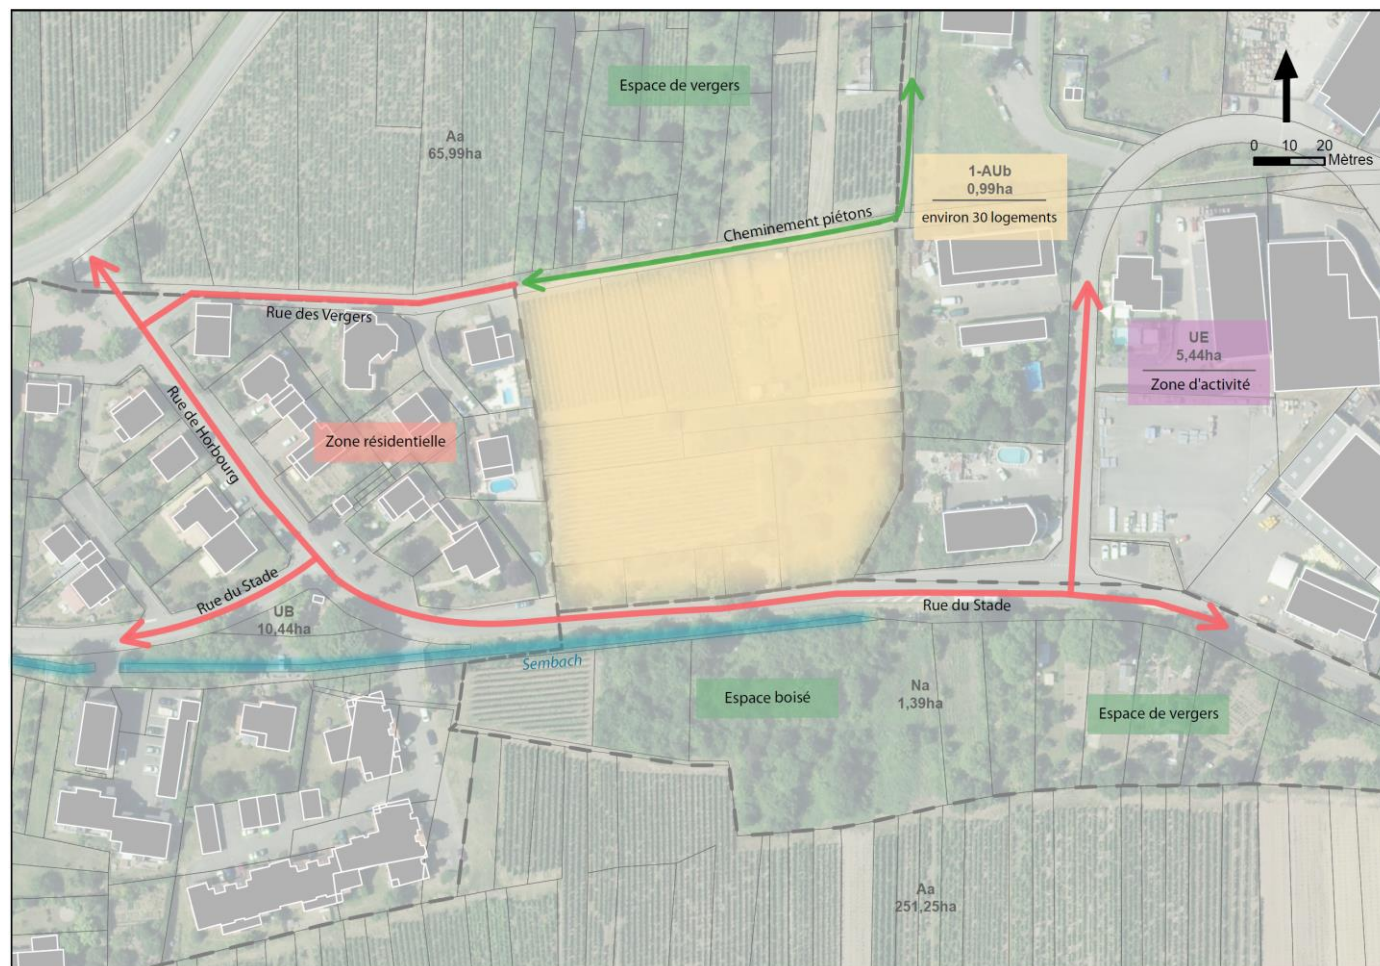 Espace de vergers
Aa
65,99ha
0 10 20
Mètres
1-AUb
0,99ha
environ 30 logements
Cheminement piétons
Rue des Vergers
UE
5,44ha
Zone d'activité
Rue de Horbourg
Zone résidentielle
Rue du Stade
UB
10,44ha
Rue du Stade
Sembach
Na
1,39ha
Espace boisé
Espace de vergers
Aa
251,25ha